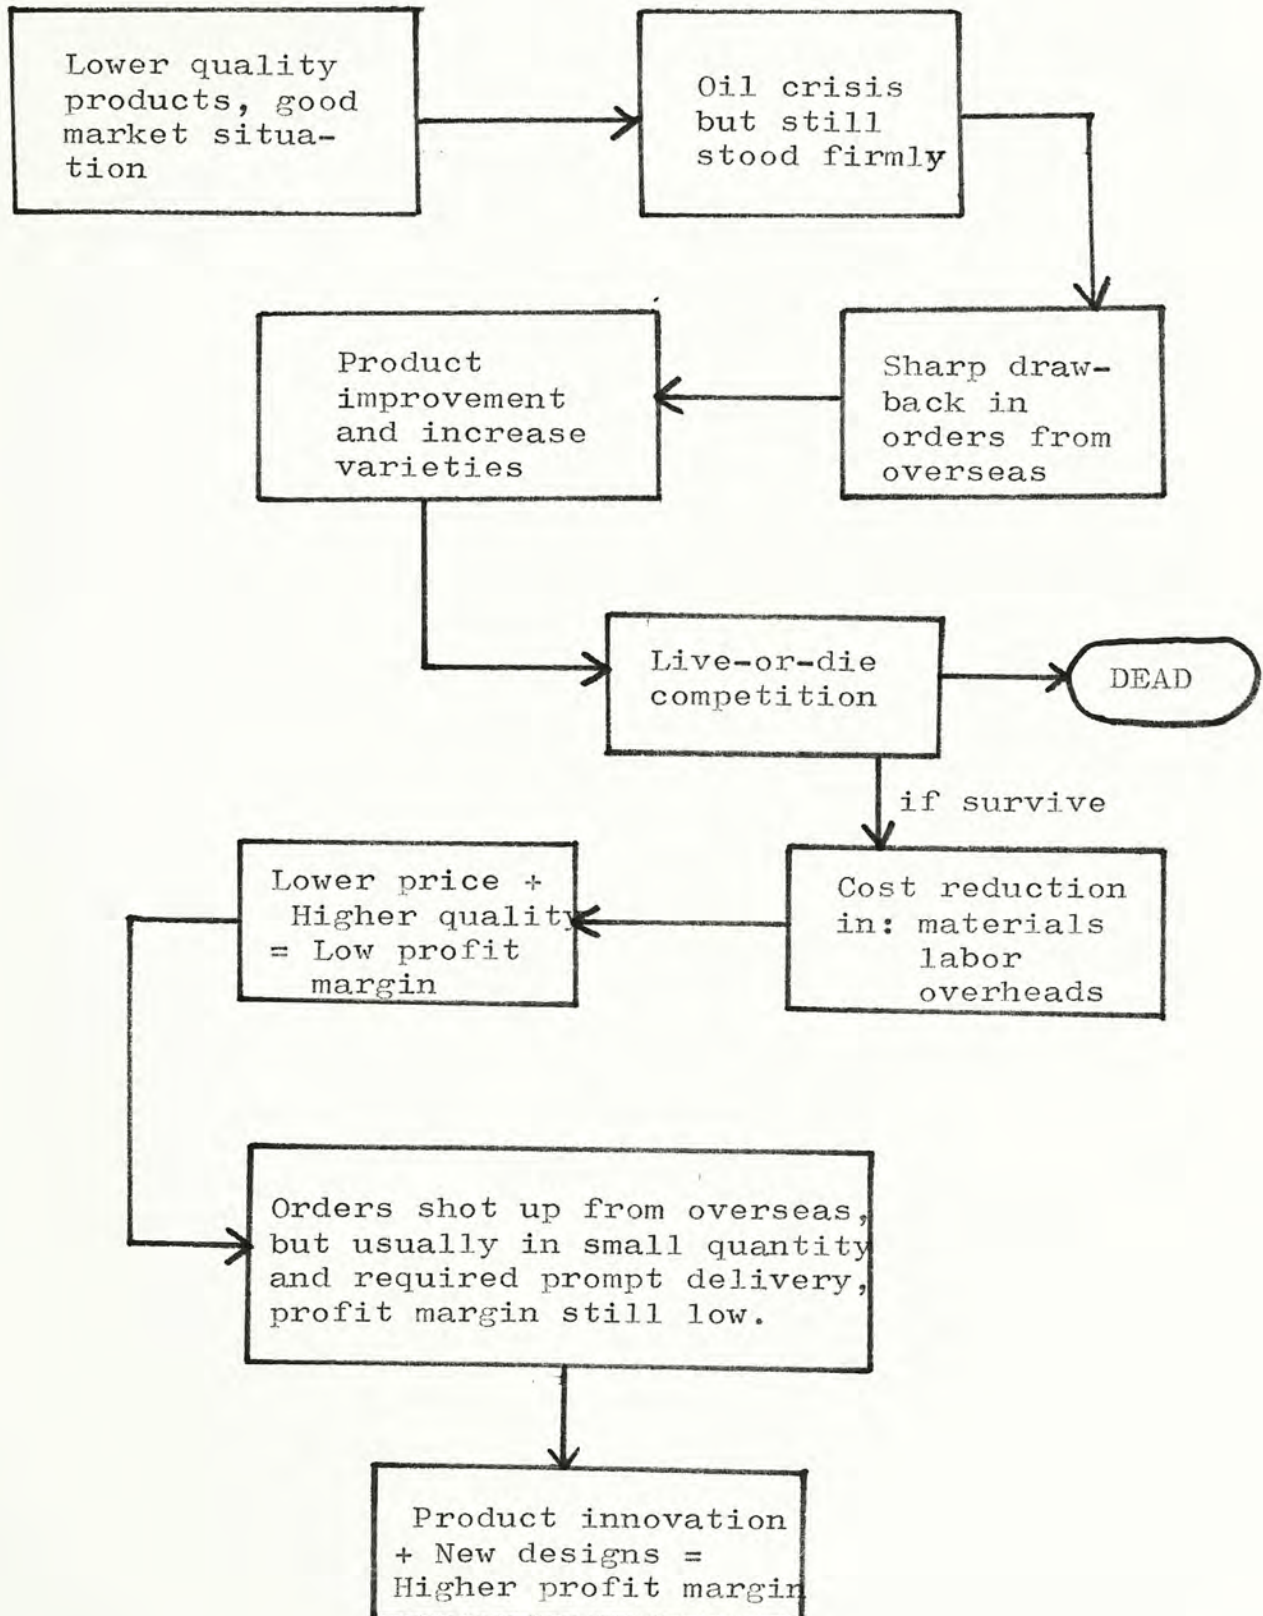 Lower quality
products, good
market situa-
tion
Oil crisis
but still
stood firmly
Sharp draw-
back in
orders from
overseas
Product
improvement
and increase
varieties
Live-or-die
competition
DEAD
if survive
Cost reduction
in: materials
labor
overheads
Lower price +
Higher quality
= Low profit
margin
Orders shot up from overseas,
but usually in small quantity
and required prompt delivery,
profit margin still low.
Product innovation
+ New designs =
Higher profit margin